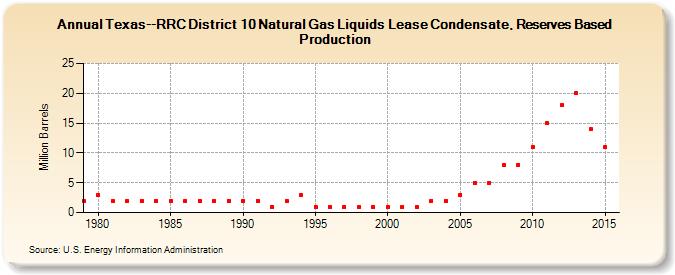 Annual Texas--RRC District 10 Natural Gas Liquids Lease Condensate, Reserves Based
Production
Million Barrels
25
20
15
10
5
0
1980 1985 1990 1995 2000 2005 2010 2015
Source: U.S. Energy Information Administration